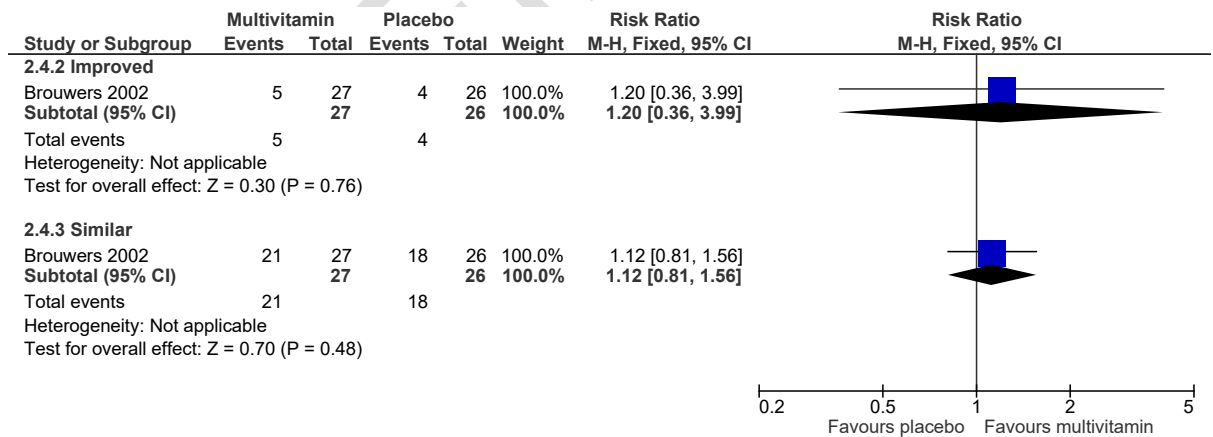 Multivitamin Placebo Risk Ratio Risk Ratio
Study or Subgroup Events Total Events Total Weight M-H, Fixed, 95% CI M-H, Fixed, 95% CI
2.4.2 Improved
Brouwers 2002 5 27 4 26 100.0% 1.20 [0.36, 3.99]
Subtotal (95% CI) 27 26 100.0% 1.20 [0.36, 3.99]
Total events 5 4
Heterogeneity: Not applicable
Test for overall effect: Z = 0.30 (P = 0.76)
2.4.3 Similar
Brouwers 2002 21 27 18 26 100.0% 1.12 [0.81, 1.56]
Subtotal (95% CI) 27 26 100.0% 1.12 [0.81, 1.56]
Total events 21 18
Heterogeneity: Not applicable
Test for overall effect: Z = 0.70 (P = 0.48)
0.2 0.5 1 2 5
Favours placebo Favours multivitamin